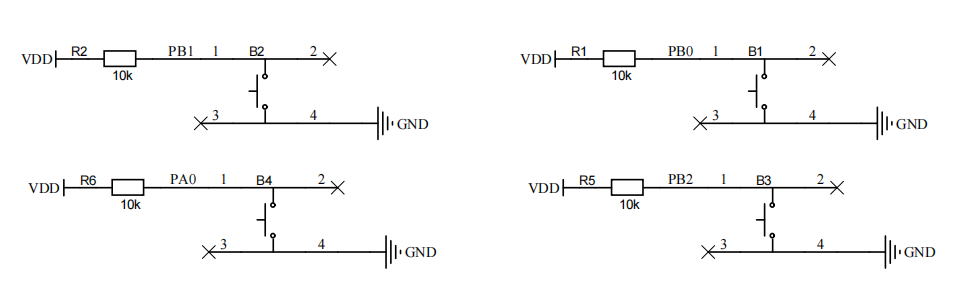 VDD R2 PB1 1 B2 2 VDD R1 PB0 1 B1 2
10k 10k
3 4 GND 3 4 GND
VDD R6 PA0 1 B4 2 VDD R5 PB2 1 B3 2
10k 10k
3 4 GND 3 4 GND